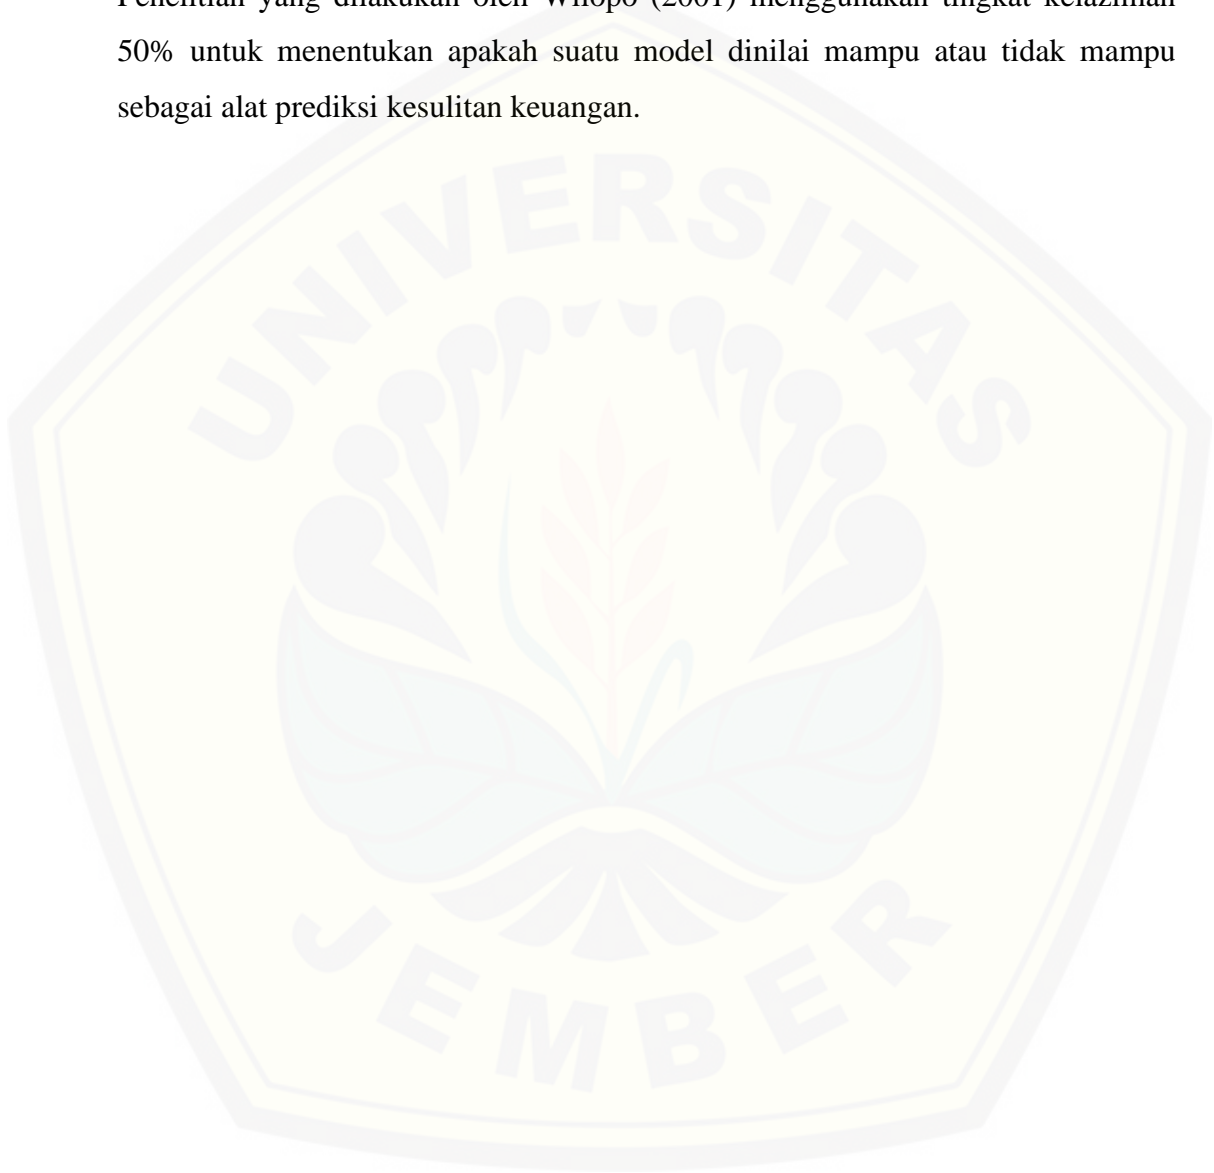 Penelitian yang dilakukan oleh Wilopo (2001) menggunakan tingkat kelaziman
50% untuk menentukan apakah suatu model dinilai mampu atau tidak mampu
sebagai alat prediksi kesulitan keuangan.
UNIVERSITAS
JEMBER